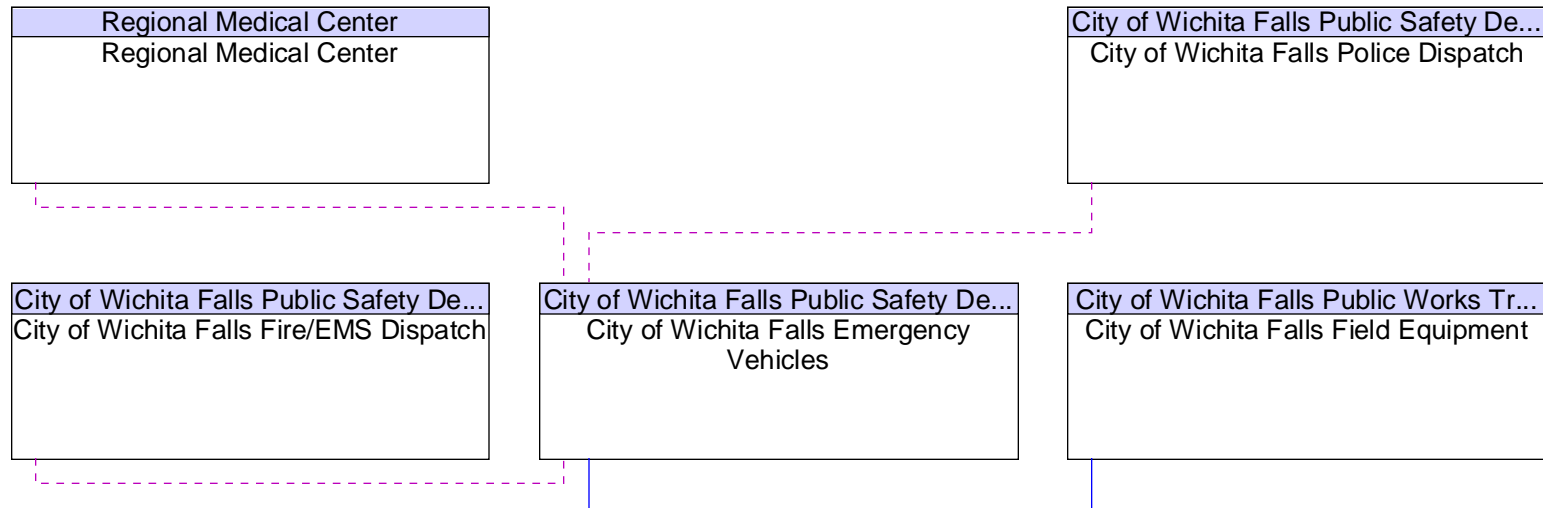 Regional Medical Center
Regional Medical Center
City of Wichita Falls Public Safety De...
City of Wichita Falls Police Dispatch
City of Wichita Falls Public Safety De...
City of Wichita Falls Fire/EMS Dispatch
City of Wichita Falls Public Safety De...
City of Wichita Falls Emergency
Vehicles
City of Wichita Falls Public Works Tr...
City of Wichita Falls Field Equipment